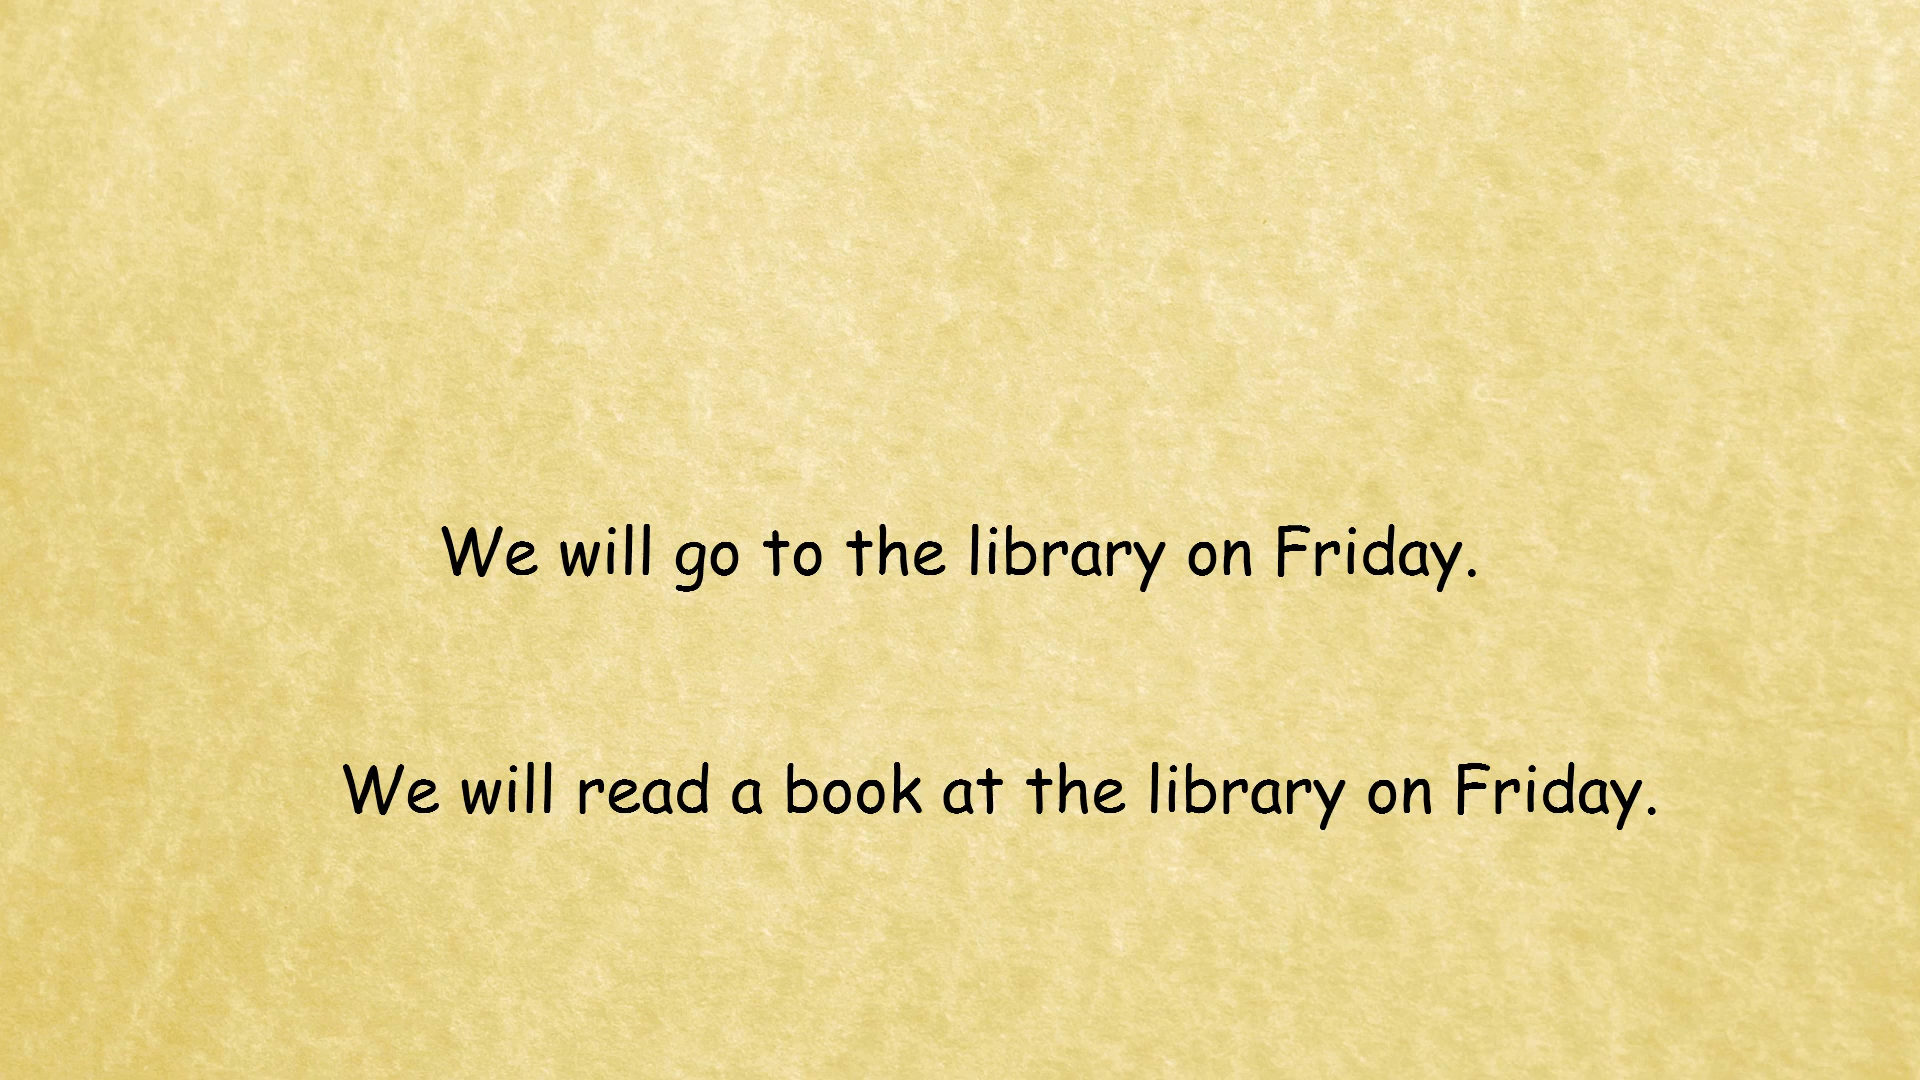 We will go to the library on Friday.
We will read a book at the library on Friday.